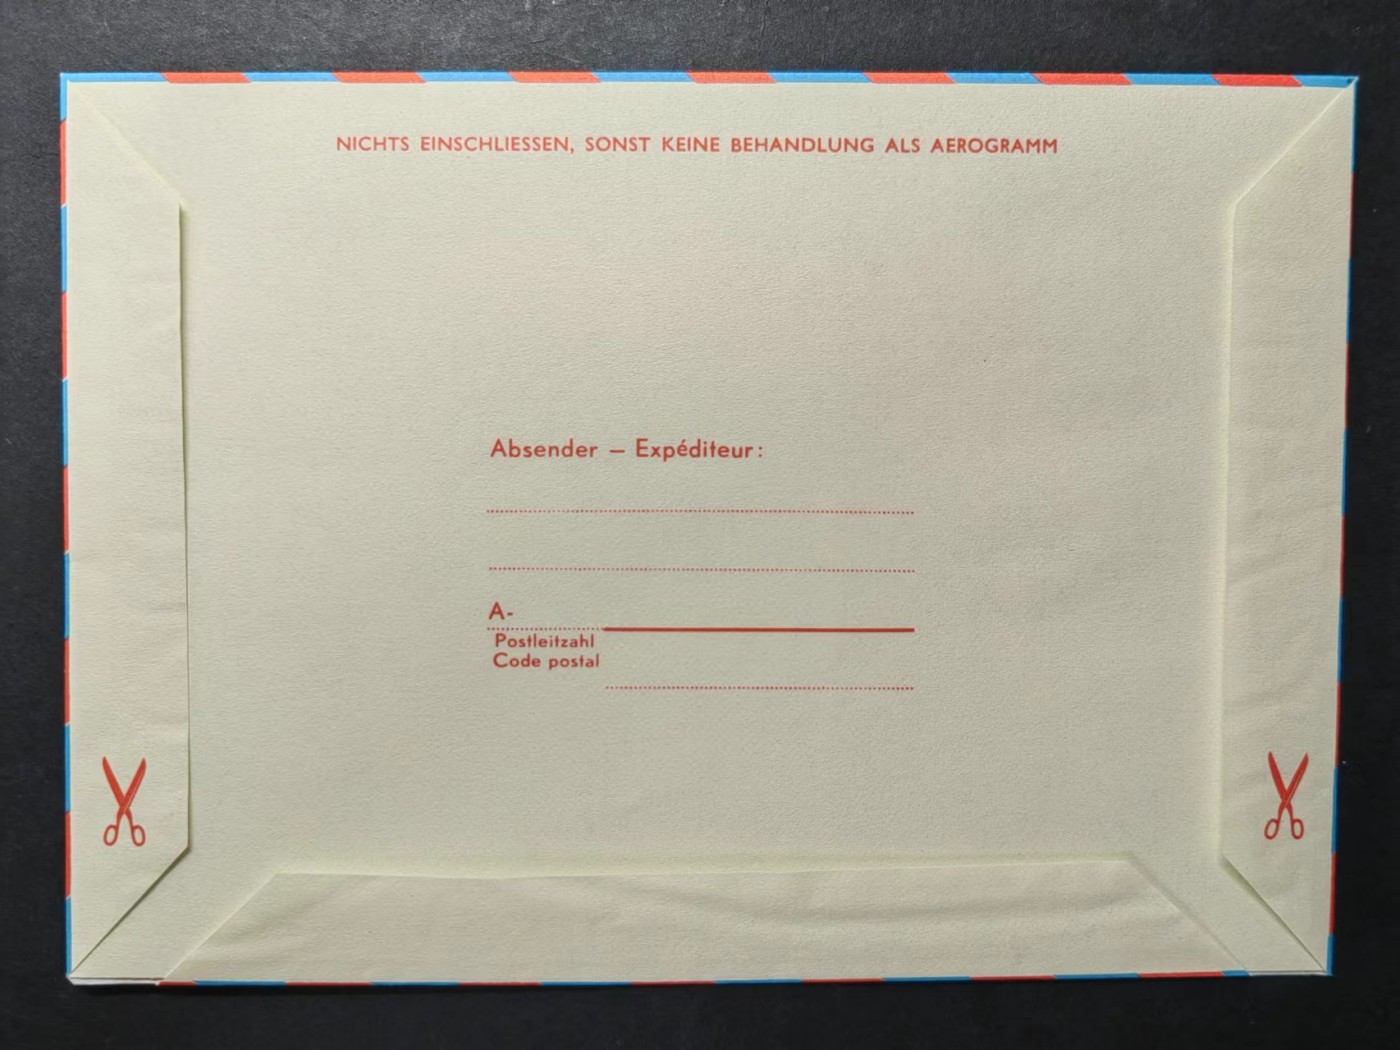 NICHTS EINSCHLIESSEN, SONST KEINE BEHANDLUNG ALS AEROGRAMM
Absender – Expéditeur:
A-
Postleitzahl
Code postal